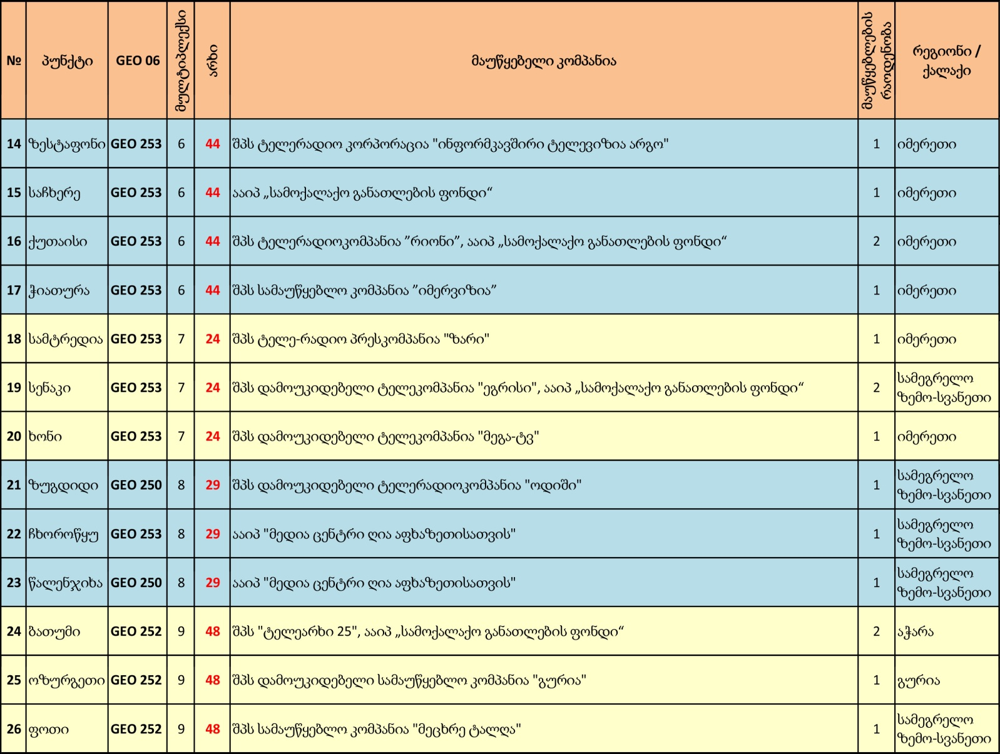 № პუნქტი GEO 06 მულტიპლექსი არხი მაუწყებელი კომპანია მაუწყებლების რაოდენობა რეგიონი / ქალაქი
14 ზესტაფონი GEO 253 6 44 შპს ტელერადიო კორპორაცია "ინფორმკავშირი ტელევიზია არგო" 1 იმერეთი
15 საჩხერე GEO 253 6 44 ააიპ „სამოქალაქო განათლების ფონდი“ 1 იმერეთი
16 ქუთაისი GEO 253 6 44 შპს ტელერადიოკომპანია ”რიონი”, ააიპ „სამოქალაქო განათლების ფონდი“ 2 იმერეთი
17 ჭიათურა GEO 253 6 44 შპს სამაუწყებლო კომპანია ”იმერვიზია” 1 იმერეთი
18 სამტრედია GEO 253 7 24 შპს ტელე-რადიო პრესკომპანია "ზარი" 1 იმერეთი
19 სენაკი GEO 253 7 24 შპს დამოუკიდებელი ტელეკომპანია "ეგრისი", ააიპ „სამოქალაქო განათლების ფონდი“ 2 სამეგრელო
ზემო-სვანეთი
20 ხონი GEO 253 7 24 შპს დამოუკიდებელი ტელეკომპანია "მეგა-ტვ" 1 იმერეთი
21 ზუგდიდი GEO 250 8 29 შპს დამოუკიდებელი ტელერადიოკომპანია "ოდიში" 1 სამეგრელო
ზემო-სვანეთი
22 ჩხოროწყუ GEO 253 8 29 ააიპ "მედია ცენტრი ღია აფხაზეთისათვის" 1 სამეგრელო
ზემო-სვანეთი
23 წალენჯიხა GEO 250 8 29 ააიპ "მედია ცენტრი ღია აფხაზეთისათვის" 1 სამეგრელო
ზემო-სვანეთი
24 ბათუმი GEO 252 9 48 შპს "ტელეარხი 25", ააიპ „სამოქალაქო განათლების ფონდი“ 2 აჭარა
25 ოზურგეთი GEO 252 9 48 შპს დამოუკიდებელი სამაუწყებლო კომპანია "გურია" 1 გურია
26 ფოთი GEO 252 9 48 შპს სამაუწყებლო კომპანია "მეცხრე ტალღა" 1 სამეგრელო
ზემო-სვანეთი